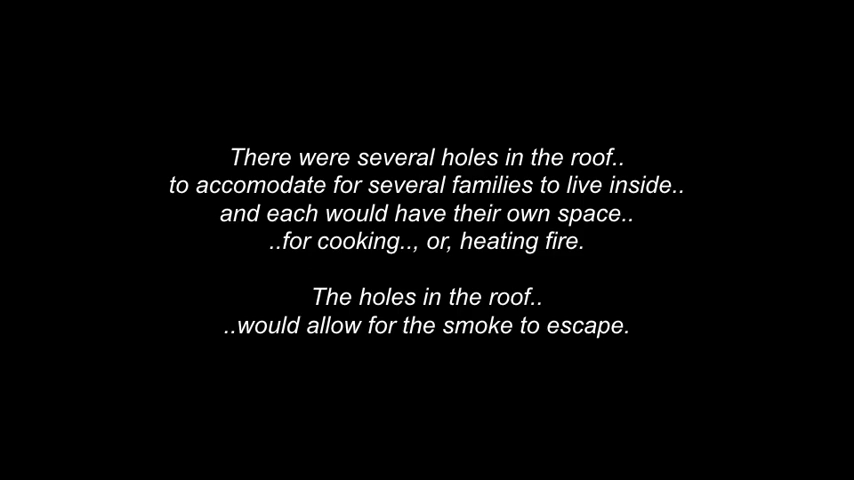 There were several holes in the roof..
to accomodate for several families to live inside..
and each would have their own space..
..for cooking.., or, heating fire.
The holes in the roof..
..would allow for the smoke to escape.